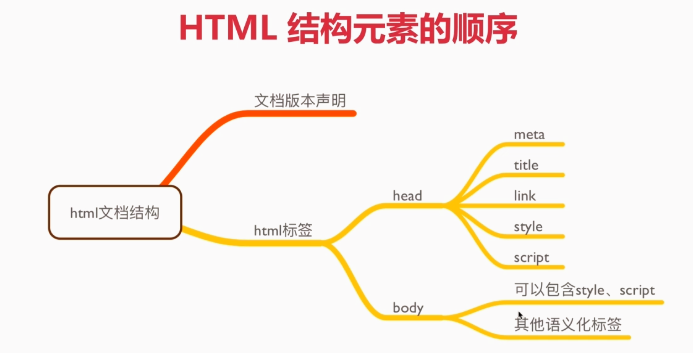 HTML 结构元素的顺序
文档版本声明
html文档结构
html标签
head
meta
title
link
style
script
body
可以包含style、script
其他语义化标签